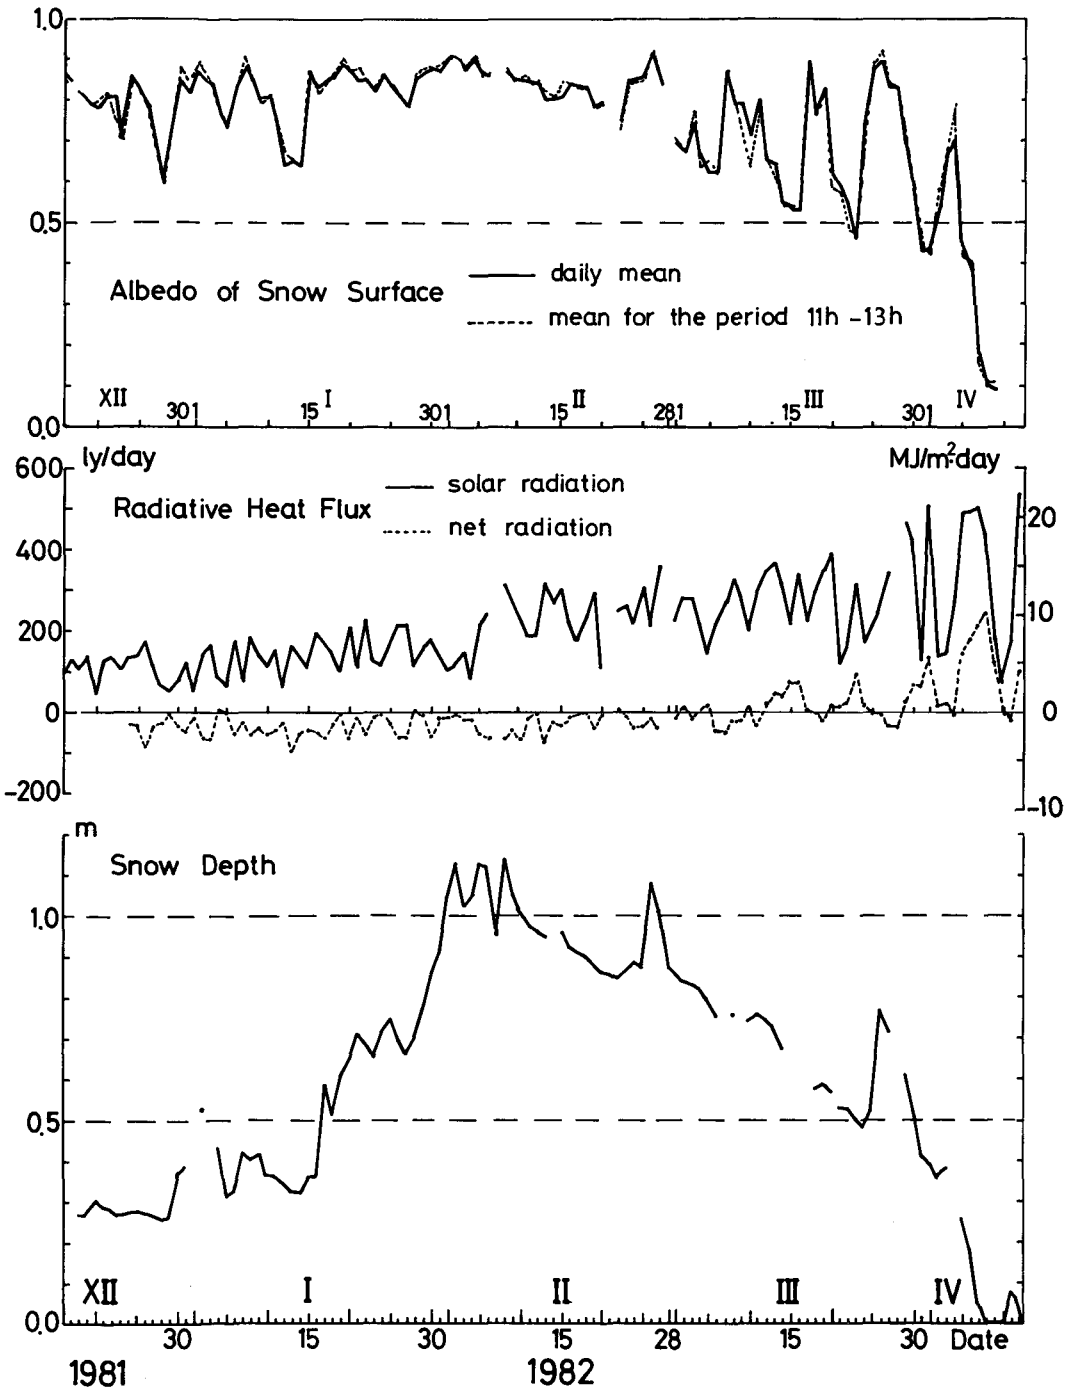 1.0
0.5
0.0
Albedo of Snow Surface
daily mean
mean for the period 11h -13h
XII I II III IV
301 15 301 15 281 15 301
ly/day MJ/m²day
600
400
200
0
-200
20
10
0
-10
Radiative Heat Flux
solar radiation
net radiation
m
Snow Depth
1.0
0.5
0.0
XII I II III IV
30 15 30 15 28 15 30 Date
1981 1982